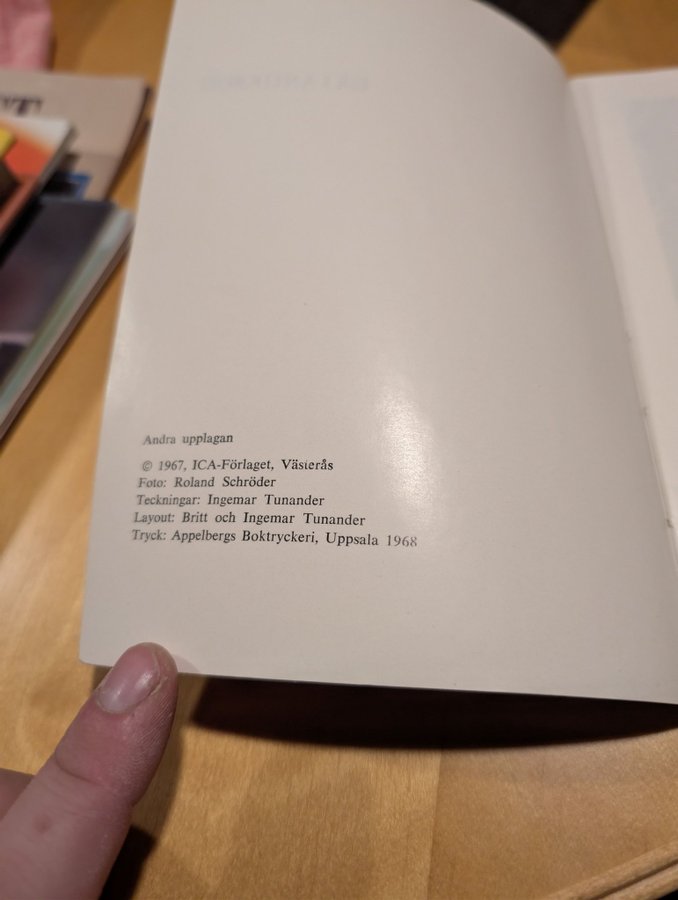 Andra upplagan
© 1967, ICA-Förlaget, Västerås
Foto: Roland Schröder
Teckningar: Ingemar Tunander
Layout: Britt och Ingemar Tunander
Tryck: Appelbergs Boktryckeri, Uppsala 1968